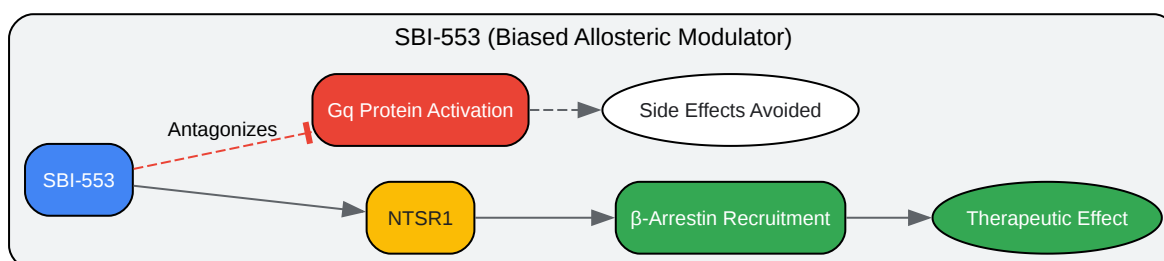 SBI-553 (Biased Allosteric Modulator)
Gq Protein Activation
Side Effects Avoided
Antagonizes
SBI-553
NTSR1
β-Arrestin Recruitment
Therapeutic Effect